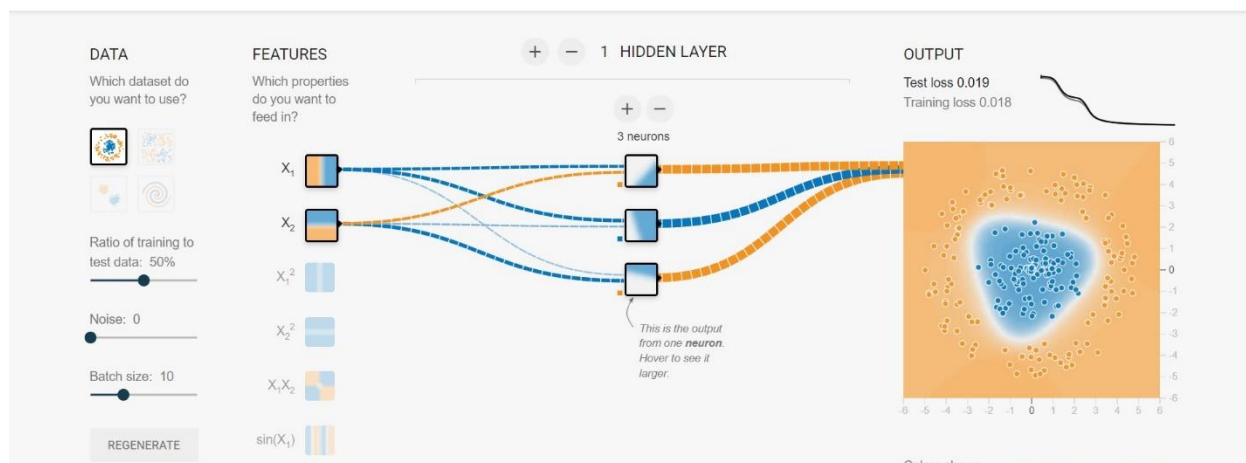 DATA
Which dataset do
you want to use?
Ratio of training to
test data: 50%
Noise: 0
Batch size: 10
REGENERATE
FEATURES
Which properties
do you want to
feed in?
X₁
X₂
X₁²
X₂²
X₁X₂
sin(X₁)
+ − 1 HIDDEN LAYER
+ −
3 neurons
This is the output
from one neuron.
Hover to see it
larger.
OUTPUT
Test loss 0.019
Training loss 0.018
6
5
4
3
2
1
0
-1
-2
-3
-4
-5
-6
-6 -5 -4 -3 -2 -1 0 1 2 3 4 5 6